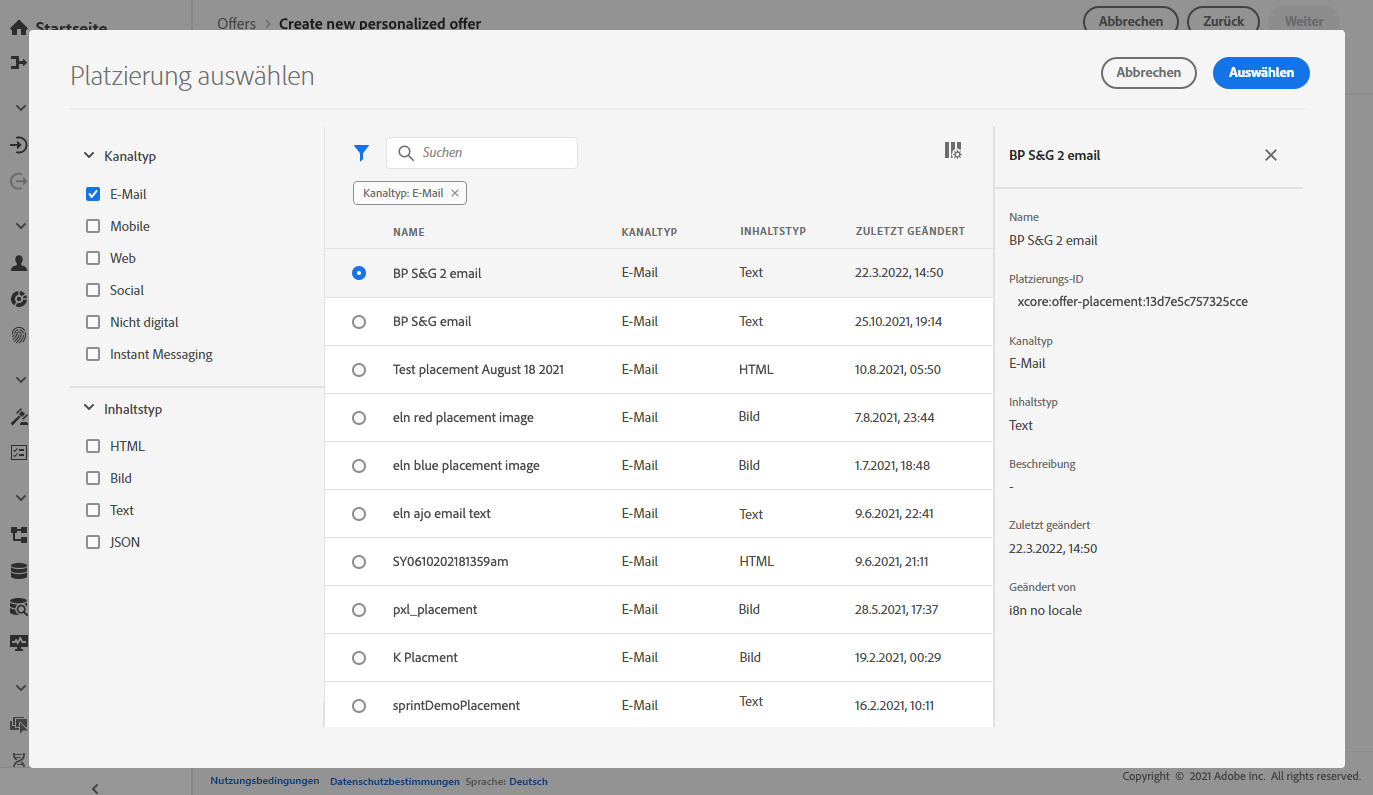 Startseite
Offers > Create new personalized offer
Abbrechen
Zurück
Weiter
Platzierung auswählen
Abbrechen
Auswählen
Kanaltyp
E-Mail
Mobile
Web
Social
Nicht digital
Instant Messaging
Inhaltstyp
HTML
Bild
Text
JSON
Suchen
Kanaltyp: E-Mail
NAME KANALTYP INHALTSTYP ZULETZT GEÄNDERT
BP S&G 2 email E-Mail Text 22.3.2022, 14:50
BP S&G email E-Mail Text 25.10.2021, 19:14
Test placement August 18 2021 E-Mail HTML 10.8.2021, 05:50
eln red placement image E-Mail Bild 7.8.2021, 23:44
eln blue placement image E-Mail Bild 1.7.2021, 18:48
eln ajo email text E-Mail Text 9.6.2021, 22:41
SY0610202181359am E-Mail HTML 9.6.2021, 21:11
pxl_placement E-Mail Bild 28.5.2021, 17:37
K Placment E-Mail Bild 19.2.2021, 00:29
sprintDemoPlacement E-Mail Text 16.2.2021, 10:11
BP S&G 2 email
Name
BP S&G 2 email
Platzierungs-ID
xcore:offer-placement:13d7e5c757325cce
Kanaltyp
E-Mail
Inhaltstyp
Text
Beschreibung
-
Zuletzt geändert
22.3.2022, 14:50
Geändert von
i8n no locale
Nutzungsbedingungen Datenschutzbestimmungen Sprache: Deutsch
Copyright © 2021 Adobe Inc. All rights reserved.